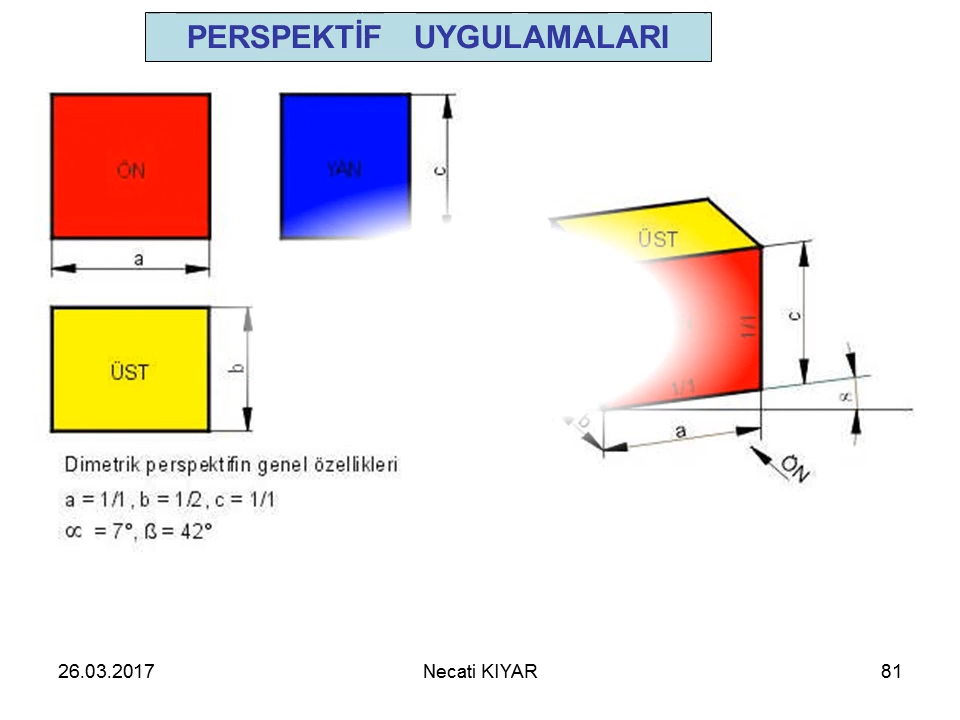 PERSPEKTİF UYGULAMALARI
ÖN
YAN
c
a
ÜST
b
ÜST
1/1
c
1/1
∝
b
a
ÖN
Dimetrik perspektifin genel özellikleri
a = 1/1, b = 1/2, c = 1/1
∝ = 7°, ß = 42°
26.03.2017
Necati KIYAR
81